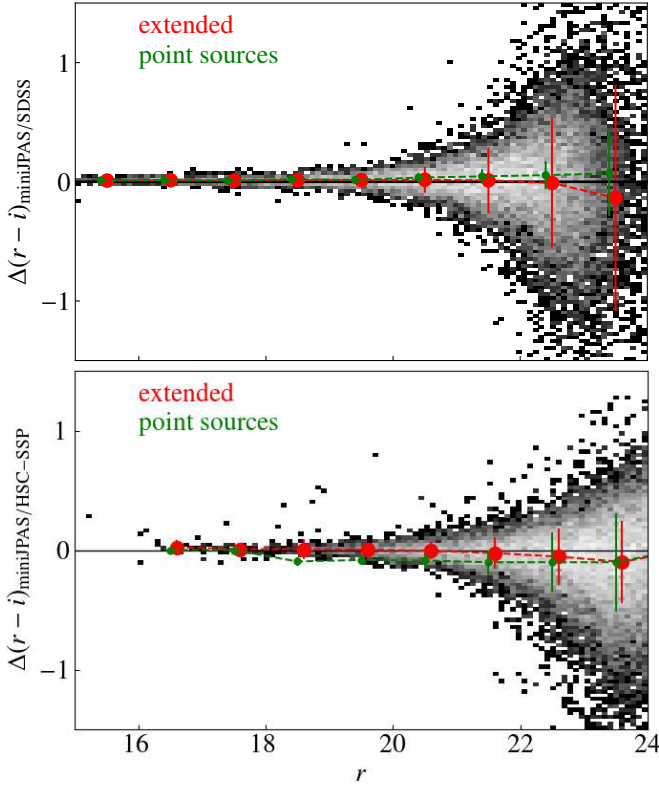 extended
point sources
1
0
−1
Δ(r − i)miniJPAS/SDSS
extended
point sources
1
0
−1
Δ(r − i)miniJPAS/HSC−SSP
16 18 20 22 24
r